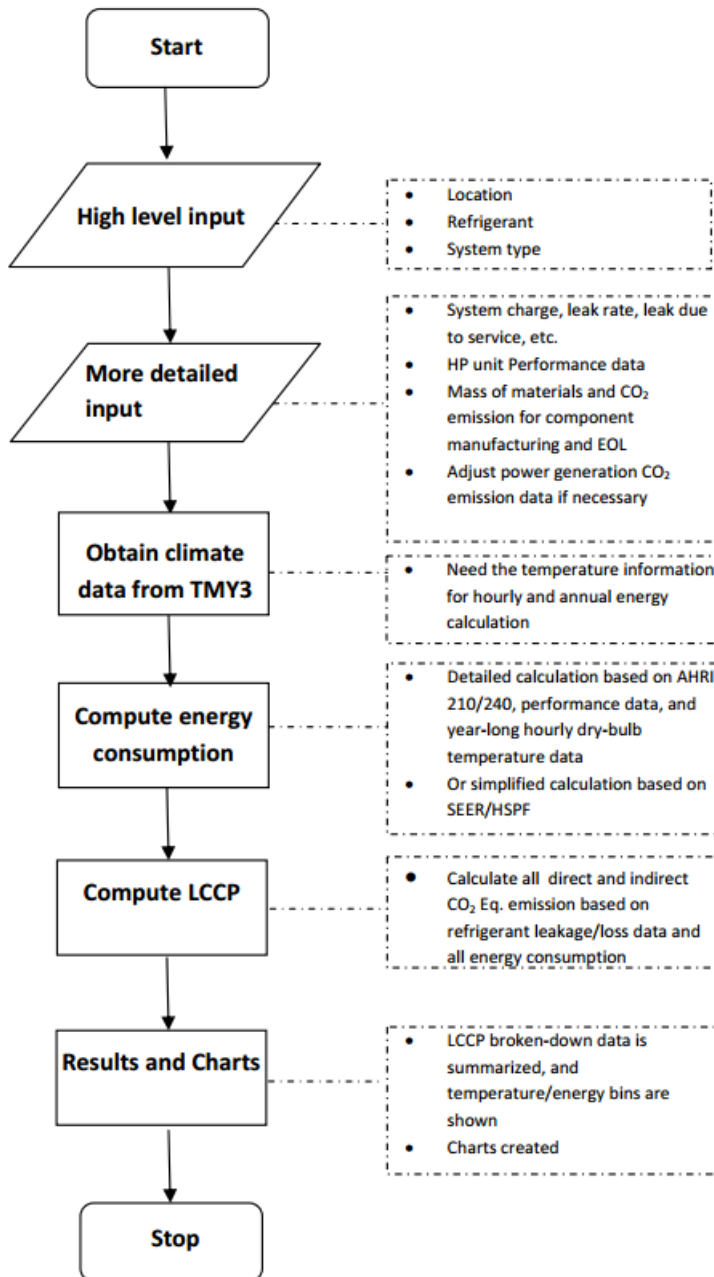 Start
High level input
• Location
• Refrigerant
• System type
More detailed
input
• System charge, leak rate, leak due
to service, etc.
• HP unit Performance data
• Mass of materials and CO₂
emission for component
manufacturing and EOL
• Adjust power generation CO₂
emission data if necessary
Obtain climate
data from TMY3
• Need the temperature information
for hourly and annual energy
calculation
Compute energy
consumption
• Detailed calculation based on AHRI
210/240, performance data, and
year-long hourly dry-bulb
temperature data
• Or simplified calculation based on
SEER/HSPF
Compute LCCP
• Calculate all direct and indirect
CO₂ Eq. emission based on
refrigerant leakage/loss data and
all energy consumption
Results and Charts
• LCCP broken-down data is
summarized, and
temperature/energy bins are
shown
• Charts created
Stop